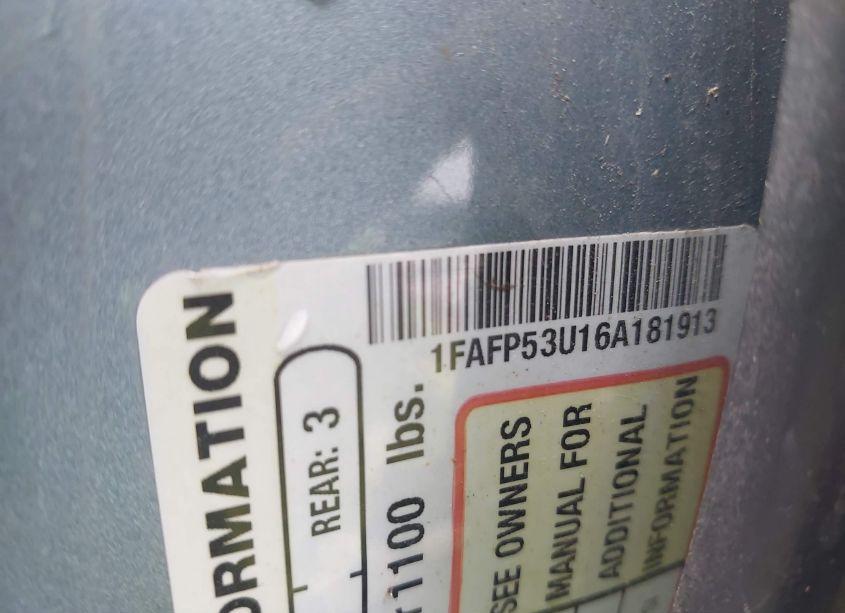 1FAFP53U16A181913
ORMATION
REAR: 3
1100 lbs.
SEE OWNERS
MANUAL FOR
ADDITIONAL
INFORMATION